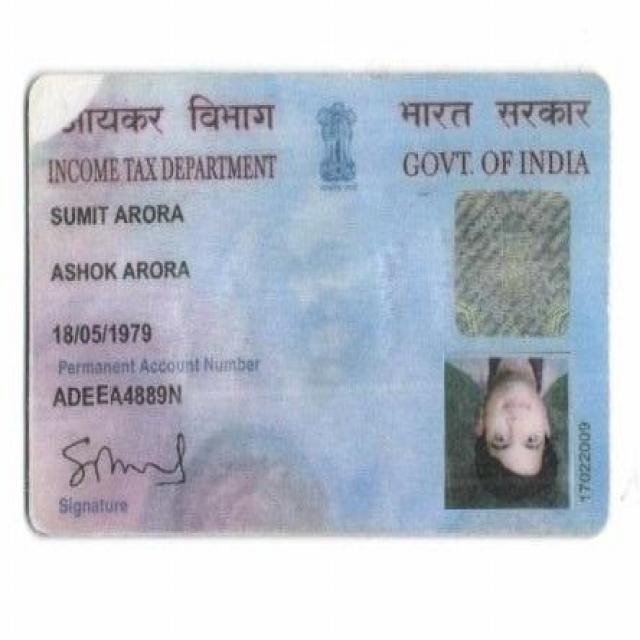 आयकर विभाग
भारत सरकार
INCOME TAX DEPARTMENT
GOVT. OF INDIA
SUMIT ARORA
ASHOK ARORA
18/05/1979
Permanent Account Number
ADEEA4889N
Signature
17022009